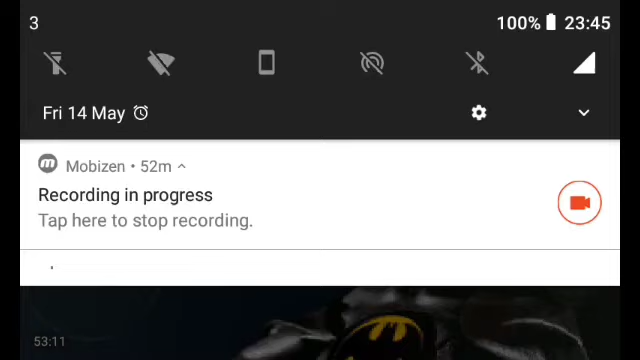 3
100% 23:45
Fri 14 May
Mobizen • 52m
Recording in progress
Tap here to stop recording.
53:11